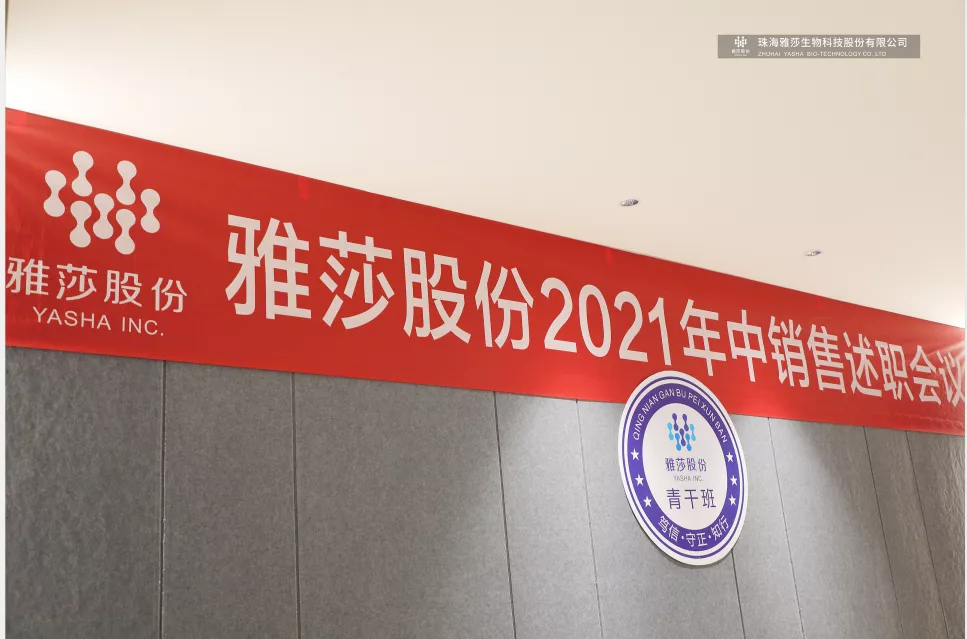 珠海雅莎生物科技股份有限公司
ZHUHAI YASHA BIO-TECHNOLOGY CO. LTD
雅莎股份
YASHA INC.
雅莎股份2021年中销售述职会议
QING NIAN GAN BU PEI XUN BAN
雅莎股份
YASHA INC.
青干班
笃信·守正·知行